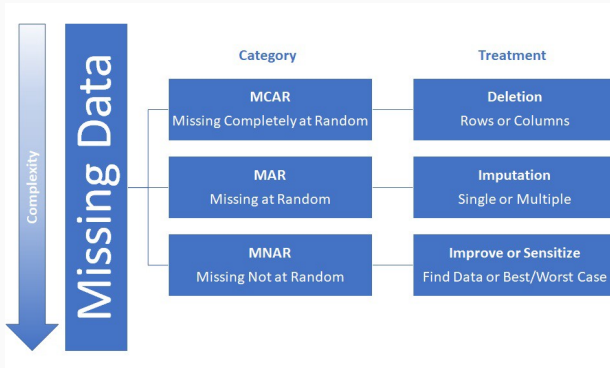 Complexity
Missing Data
Category
Treatment
MCAR
Missing Completely at Random
Deletion
Rows or Columns
MAR
Missing at Random
Imputation
Single or Multiple
MNAR
Missing Not at Random
Improve or Sensitize
Find Data or Best/Worst Case